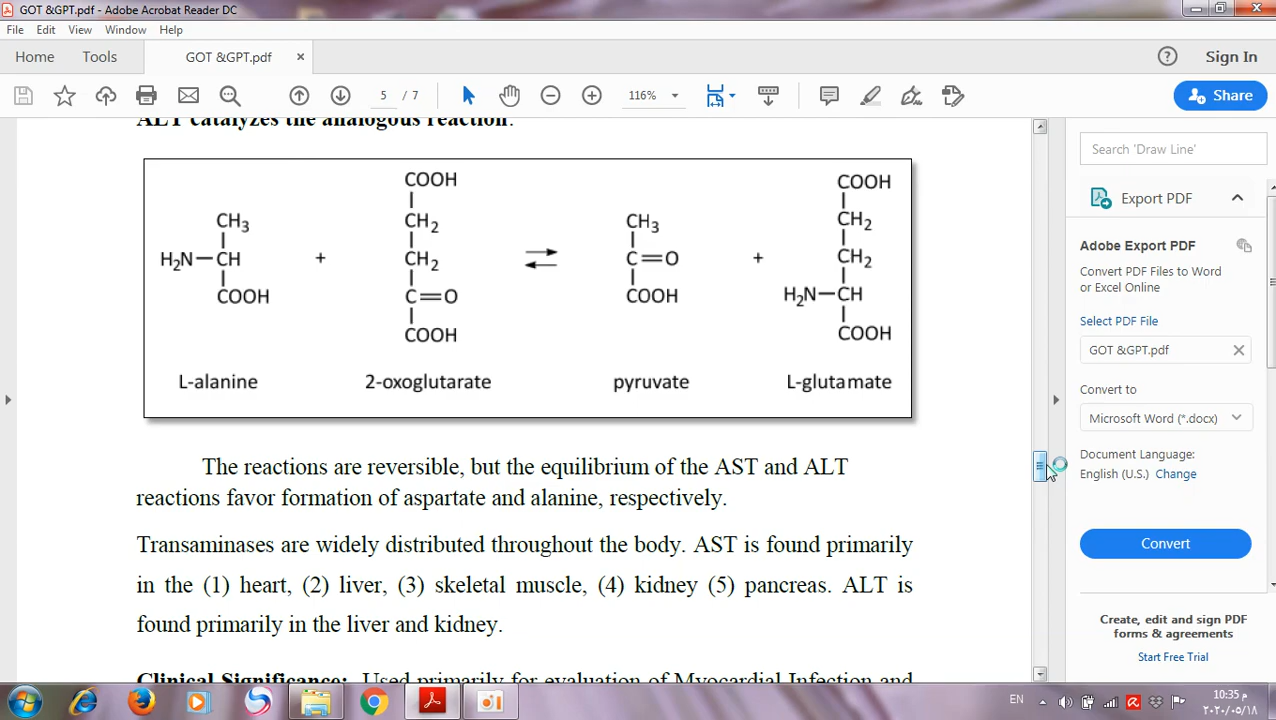 GOT &GPT.pdf - Adobe Acrobat Reader DC
File Edit View Window Help
Home Tools GOT &GPT.pdf × Sign In
5 / 7 116% Share
ALT catalyzes the analogous reaction:
COOH COOH
CH3 CH2 CH3 CH2
H2N—CH + CH2 C=O + CH2
COOH C=O COOH H2N—CH
COOH COOH
L-alanine 2-oxoglutarate pyruvate L-glutamate
The reactions are reversible, but the equilibrium of the AST and ALT
reactions favor formation of aspartate and alanine, respectively.
Transaminases are widely distributed throughout the body. AST is found primarily
in the (1) heart, (2) liver, (3) skeletal muscle, (4) kidney (5) pancreas. ALT is
found primarily in the liver and kidney.
Clinical Significance: Used primarily for evaluation of Myocardial Infection and
Search 'Draw Line'
Export PDF
Adobe Export PDF
Convert PDF Files to Word
or Excel Online
Select PDF File
GOT &GPT.pdf
Convert to
Microsoft Word (*.docx)
Document Language:
English (U.S.) Change
Convert
Create, edit and sign PDF
forms & agreements
Start Free Trial
EN
10:35 م
٢٠٢٠/٠٥/١٨